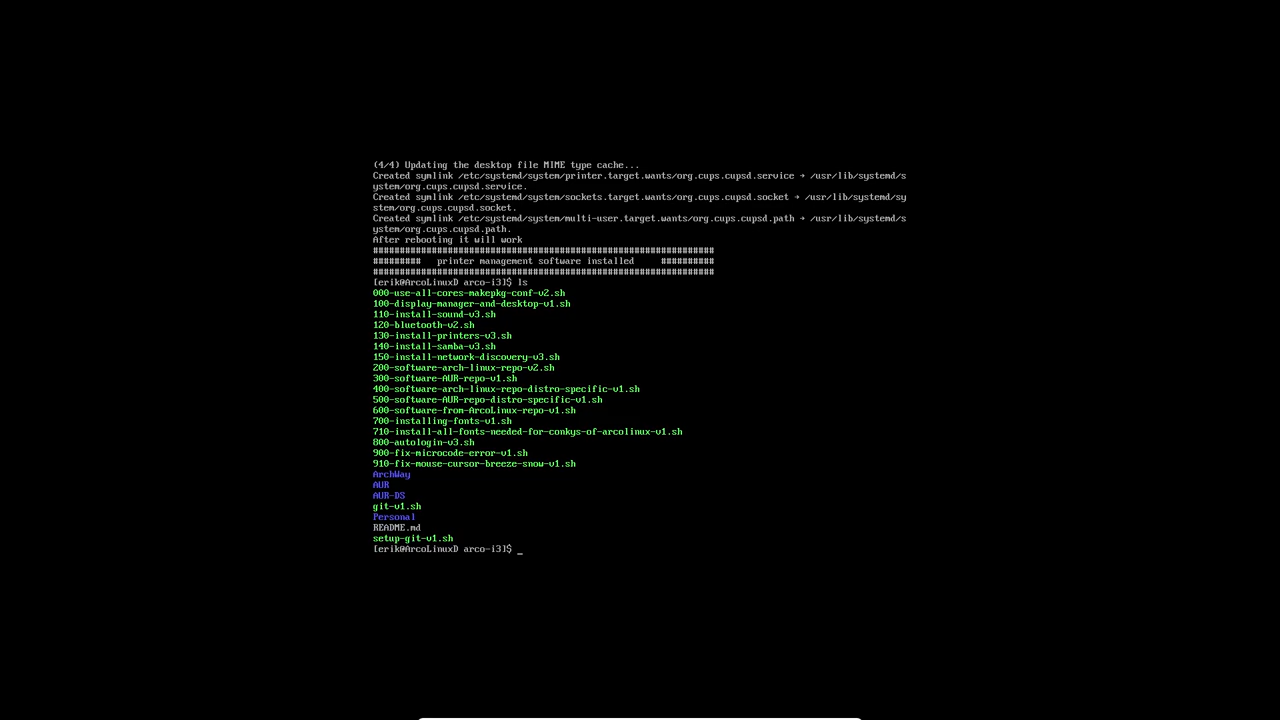 (4/4) Updating the desktop file MIME type cache...
Created symlink /etc/systemd/system/printer.target.wants/org.cups.cupsd.service → /usr/lib/systemd/s
ystem/org.cups.cupsd.service.
Created symlink /etc/systemd/system/sockets.target.wants/org.cups.cupsd.socket → /usr/lib/systemd/sy
stem/org.cups.cupsd.socket.
Created symlink /etc/systemd/system/multi-user.target.wants/org.cups.cupsd.path → /usr/lib/systemd/s
ystem/org.cups.cupsd.path.
After rebooting it will work
################################################################
#########   printer management software installed     ##########
################################################################
[erik@ArcoLinuxD arco-i3]$ ls
000-use-all-cores-makepkg-conf-v2.sh
100-display-manager-and-desktop-v1.sh
110-install-sound-v3.sh
120-bluetooth-v2.sh
130-install-printers-v3.sh
140-install-samba-v3.sh
150-install-network-discovery-v3.sh
200-software-arch-linux-repo-v2.sh
300-software-AUR-repo-v1.sh
400-software-arch-linux-repo-distro-specific-v1.sh
500-software-AUR-repo-distro-specific-v1.sh
600-software-from-ArcoLinux-repo-v1.sh
700-installing-fonts-v1.sh
710-install-all-fonts-needed-for-conkys-of-arcolinux-v1.sh
800-autologin-v3.sh
900-fix-microcode-error-v1.sh
910-fix-mouse-cursor-breeze-snow-v1.sh
ArchWay
AUR
AUR-DS
git-v1.sh
Personal
README.md
setup-git-v1.sh
[erik@ArcoLinuxD arco-i3]$ _